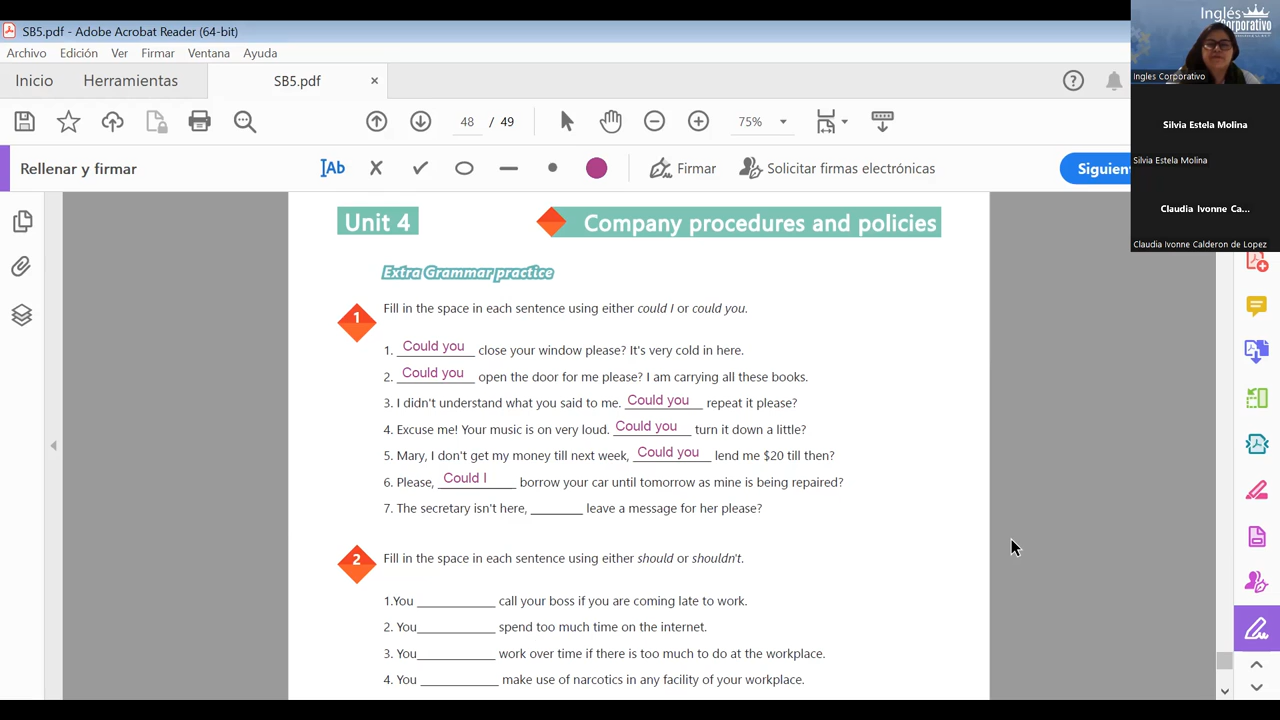 SB5.pdf - Adobe Acrobat Reader (64-bit)
Archivo Edición Ver Firmar Ventana Ayuda
Inicio Herramientas SB5.pdf ×
48 / 49 75%
Rellenar y firmar Ab Firmar Solicitar firmas electrónicas Siguien
Inglés
Corporativo
Ingles Corporativo
Silvia Estela Molina
Silvia Estela Molina
Claudia Ivonne Ca...
Claudia Ivonne Calderon de Lopez
Unit 4 Company procedures and policies
Extra Grammar practice
1 Fill in the space in each sentence using either could I or could you.
1. Could you close your window please? It's very cold in here.
2. Could you open the door for me please? I am carrying all these books.
3. I didn't understand what you said to me. Could you repeat it please?
4. Excuse me! Your music is on very loud. Could you turn it down a little?
5. Mary, I don't get my money till next week, Could you lend me $20 till then?
6. Please, Could I borrow your car until tomorrow as mine is being repaired?
7. The secretary isn't here, ________ leave a message for her please?
2 Fill in the space in each sentence using either should or shouldn't.
1.You ____________ call your boss if you are coming late to work.
2. You____________ spend too much time on the internet.
3. You____________ work over time if there is too much to do at the workplace.
4. You ____________ make use of narcotics in any facility of your workplace.